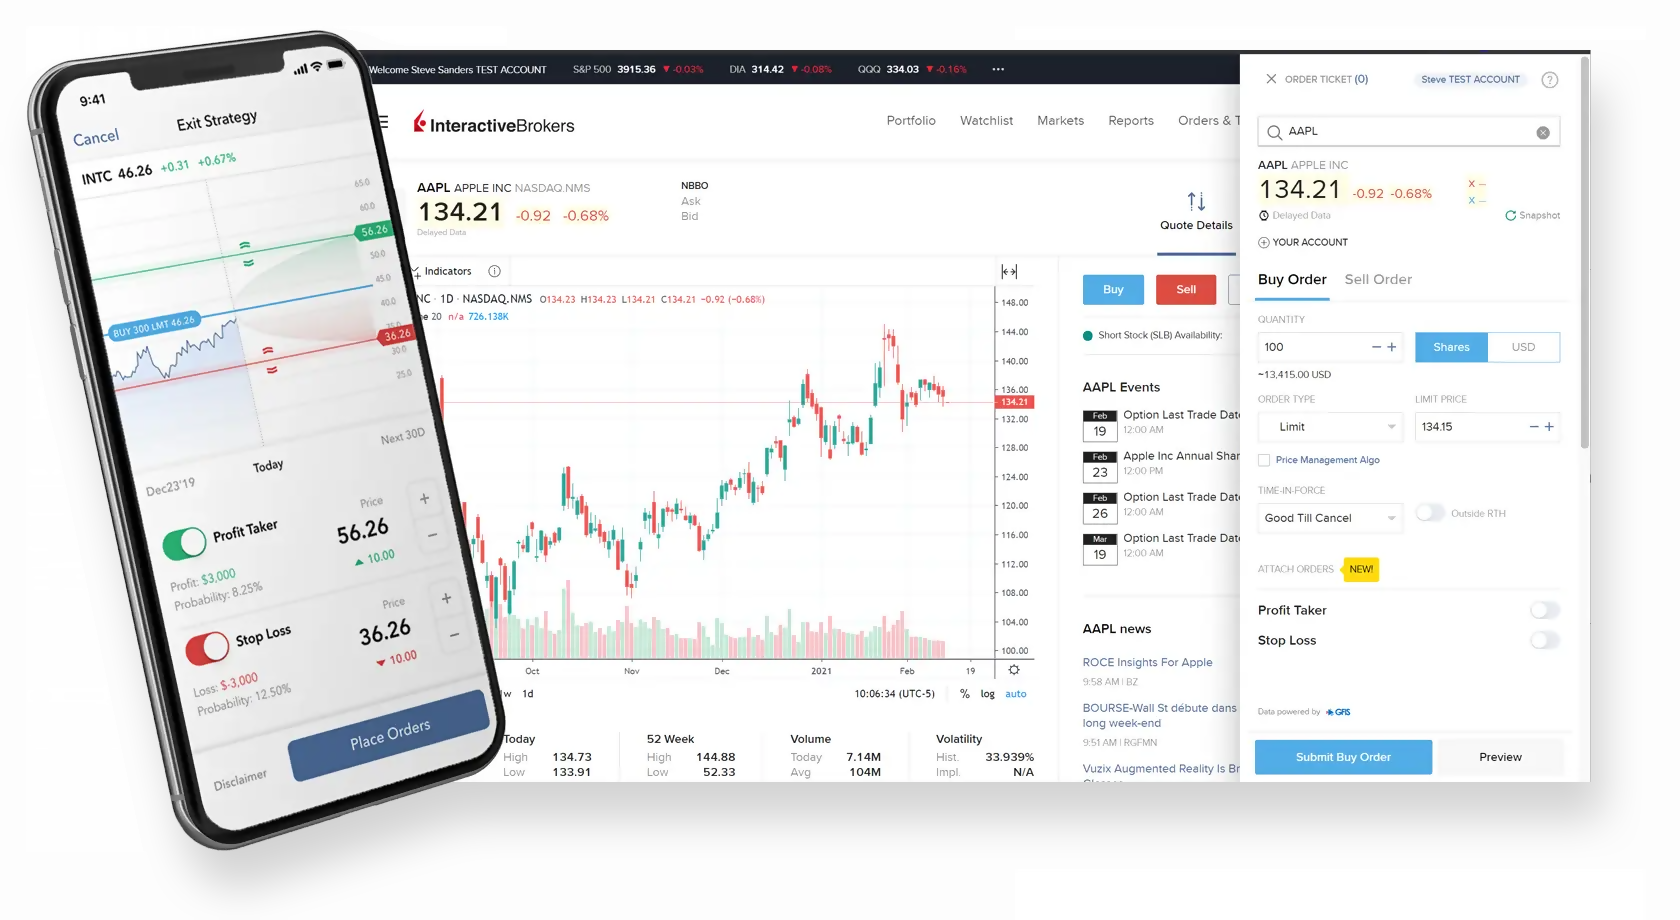 9:41
Cancel
Exit Strategy
INTC 46.26 +0.31 +0.67%
65.0
60.0
56.26
50.0
45.0
40.0
35.0
36.26
30.0
25.0
BUY 300 LMT 46.26
Next 30D
Today
Dec23'19
Profit Taker
Price
56.26
+
−
10.00
Profit: $3,000
Probability: 8.25%
Stop Loss
Price
36.26
+
−
10.00
Loss: $-3,000
Probability: 12.50%
Place Orders
Disclaimer
Welcome Steve Sanders TEST ACCOUNT S&P 500 3915.36 ▼-0.03% DIA 314.42 ▼-0.08% QQQ 334.03 ▼-0.16% •••
InteractiveBrokers
Portfolio Watchlist Markets Reports Orders & T
AAPL APPLE INC NASDAQ.NMS
134.21 -0.92 -0.68%
Delayed Data
NBBO
Ask
Bid
Quote Details
Indicators
NC · 1D · NASDAQ.NMS O134.23 H134.23 L134.21 C134.21 −0.92 (−0.68%)
me 20 n/a 726.138K
148.00
144.00
140.00
136.00
134.21
132.00
128.00
124.00
120.00
116.00
112.00
108.00
104.00
100.00
Oct Nov Dec 2021 Feb 19
1w 1d 10:06:34 (UTC-5) % log auto
Today
High 134.73
Low 133.91
52 Week
High 144.88
Low 52.33
Volume
Today 7.14M
Avg 104M
Volatility
Hist. 33.939%
Impl. N/A
Buy Sell
Short Stock (SLB) Availability:
AAPL Events
Feb
19
Option Last Trade Date
12:00 AM
Feb
23
Apple Inc Annual Shar
12:00 PM
Feb
26
Option Last Trade Date
12:00 AM
Mar
19
Option Last Trade Date
12:00 AM
AAPL news
ROCE Insights For Apple
9:58 AM | BZ
BOURSE-Wall St débute dans
long week-end
9:51 AM | RGFMN
Vuzix Augmented Reality Is Br
ORDER TICKET (0) Steve TEST ACCOUNT ?
AAPL
AAPL APPLE INC
134.21 -0.92 -0.68%
X --
X --
Delayed Data
Snapshot
YOUR ACCOUNT
Buy Order Sell Order
QUANTITY
100 − +
Shares USD
~13,415.00 USD
ORDER TYPE LIMIT PRICE
Limit 134.15 − +
Price Management Algo
TIME-IN-FORCE
Good Till Cancel Outside RTH
ATTACH ORDERS NEW!
Profit Taker
Stop Loss
Data powered by GFIS
Submit Buy Order Preview